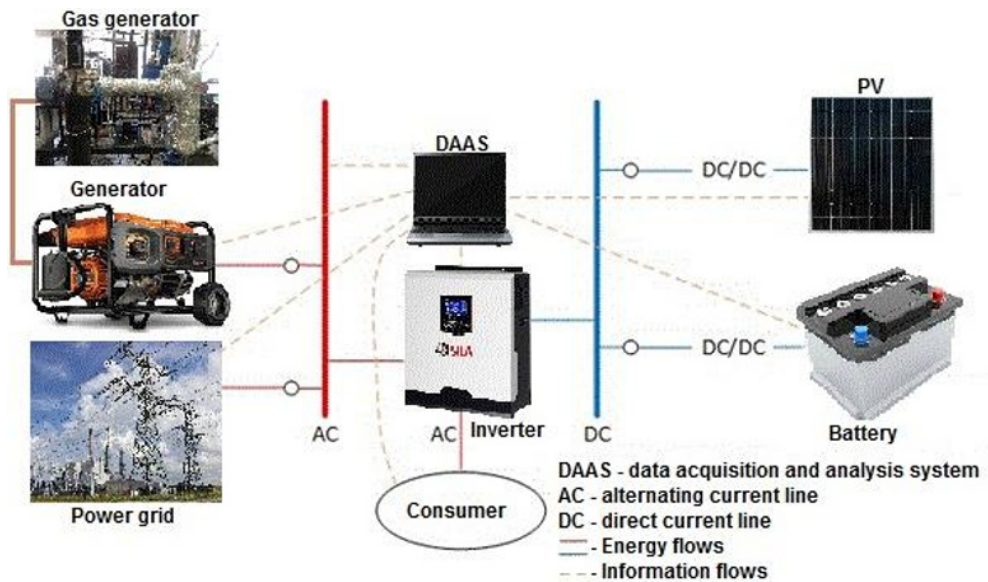 Gas generator
PV
DAAS
DC/DC
Generator
SILA
DC/DC
AC
AC
Inverter
DC
Battery
Power grid
Consumer
DAAS - data acquisition and analysis system
AC - alternating current line
DC - direct current line
- Energy flows
- Information flows